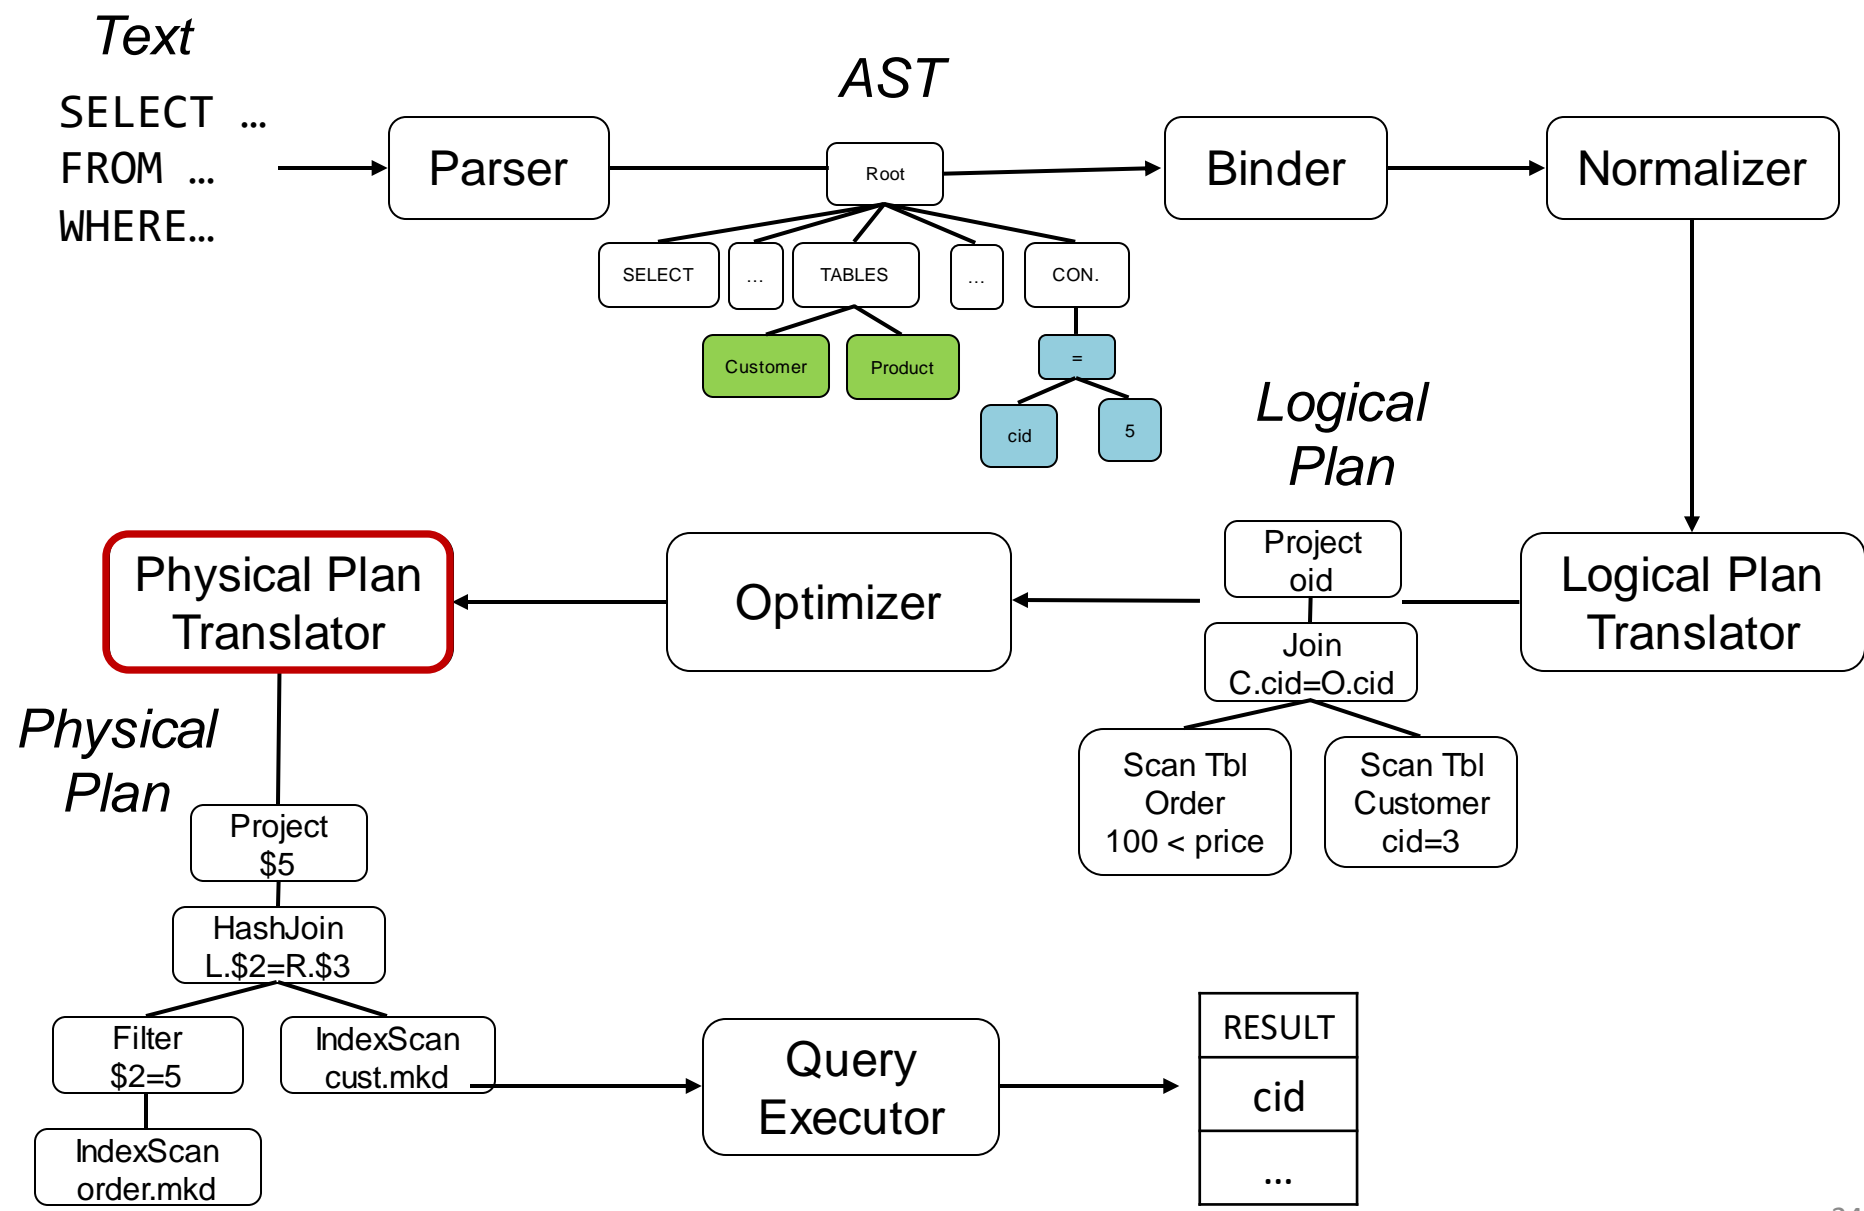 Text
SELECT …
FROM …
WHERE…
AST
Parser
Root
Binder
Normalizer
SELECT
...
TABLES
...
CON.
Customer
Product
=
cid
5
Logical
Plan
Physical Plan
Translator
Optimizer
Project
oid
Join
C.cid=O.cid
Scan Tbl
Order
100 < price
Scan Tbl
Customer
cid=3
Logical Plan
Translator
Physical
Plan
Project
$5
HashJoin
L.$2=R.$3
Filter
$2=5
IndexScan
cust.mkd
IndexScan
order.mkd
Query
Executor
RESULT
cid
...